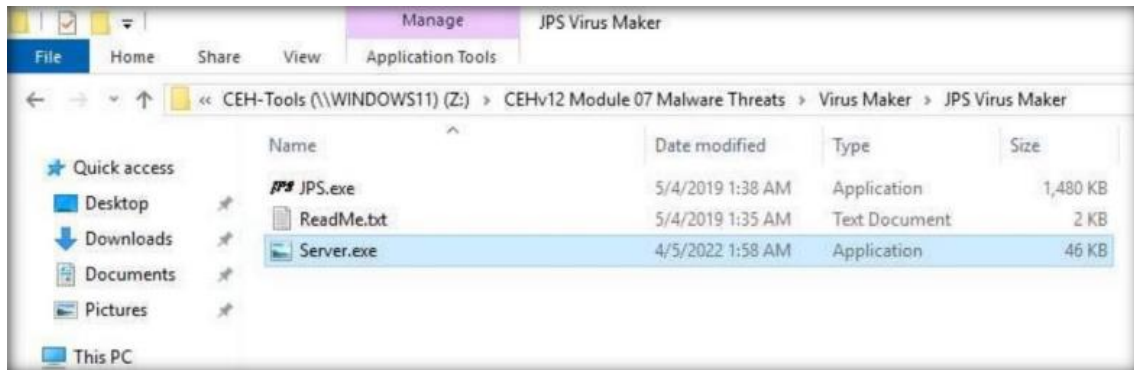 Manage JPS Virus Maker
File Home Share View Application Tools
« CEH-Tools (\\WINDOWS11) (Z:) > CEHv12 Module 07 Malware Threats > Virus Maker > JPS Virus Maker
Name Date modified Type Size
Quick access
JPS JPS.exe 5/4/2019 1:38 AM Application 1,480 KB
Desktop
ReadMe.txt 5/4/2019 1:35 AM Text Document 2 KB
Downloads
Server.exe 4/5/2022 1:58 AM Application 46 KB
Documents
Pictures
This PC